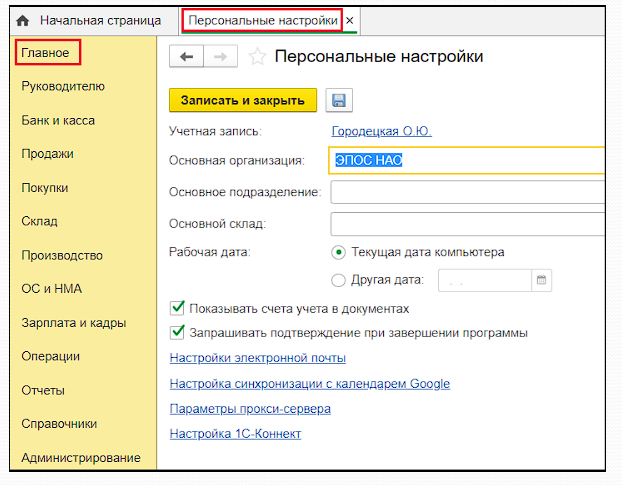 Начальная страница
Персональные настройки ×
Главное
Руководителю
Банк и касса
Продажи
Покупки
Склад
Производство
ОС и НМА
Зарплата и кадры
Операции
Отчеты
Справочники
Администрирование
Персональные настройки
Записать и закрыть
Учетная запись: Городецкая О.Ю.
Основная организация: ЭПОС НАО
Основное подразделение:
Основной склад:
Рабочая дата: Текущая дата компьютера
Другая дата: . .
Показывать счета учета в документах
Запрашивать подтверждение при завершении программы
Настройки электронной почты
Настройка синхронизации с календарем Google
Параметры прокси-сервера
Настройка 1С-Коннект